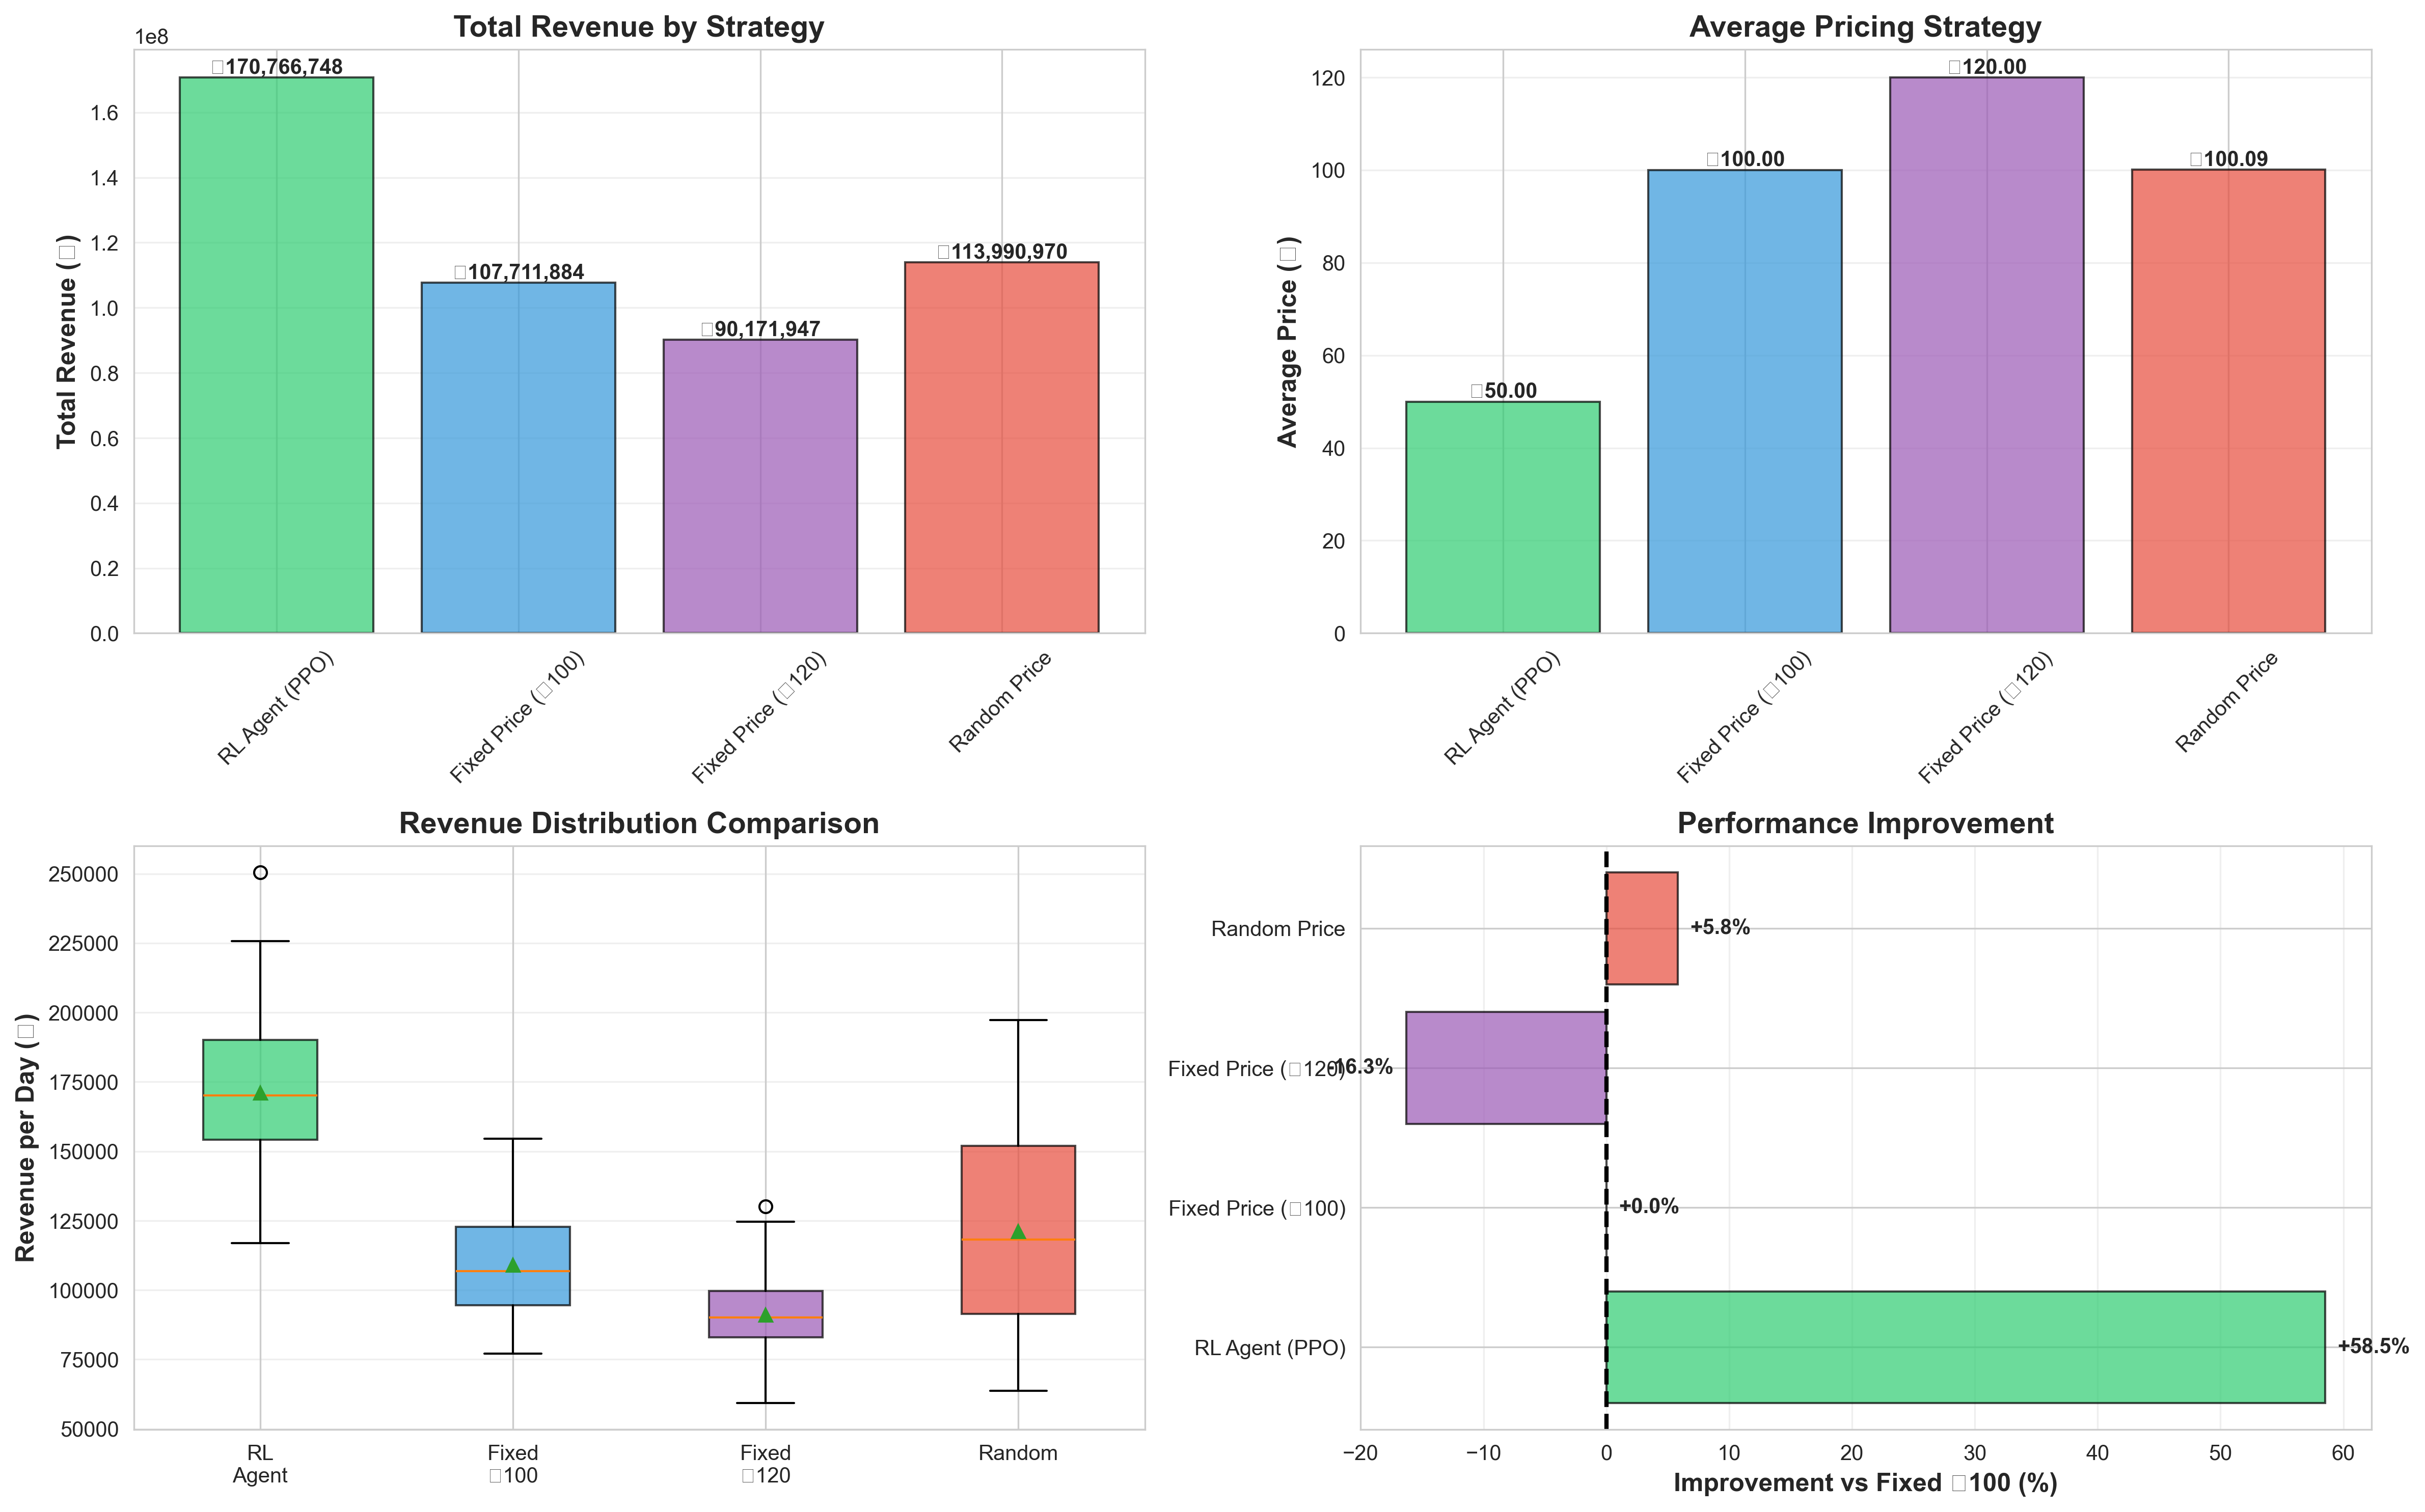 Total Revenue by Strategy
1e8
Total Revenue (□)
1.6
1.4
1.2
1.0
0.8
0.6
0.4
0.2
0.0
□170,766,748
□107,711,884
□90,171,947
□113,990,970
RL Agent (PPO)
Fixed Price (□100)
Fixed Price (□120)
Random Price
Average Pricing Strategy
Average Price (□)
120
100
80
60
40
20
0
□50.00
□100.00
□120.00
□100.09
RL Agent (PPO)
Fixed Price (□100)
Fixed Price (□120)
Random Price
Revenue Distribution Comparison
Revenue per Day (□)
250000
225000
200000
175000
150000
125000
100000
75000
50000
RL
Agent
Fixed
□100
Fixed
□120
Random
Performance Improvement
Random Price
+5.8%
Fixed Price (□120)
-16.3%
Fixed Price (□100)
+0.0%
RL Agent (PPO)
+58.5%
−20
−10
0
10
20
30
40
50
60
Improvement vs Fixed □100 (%)